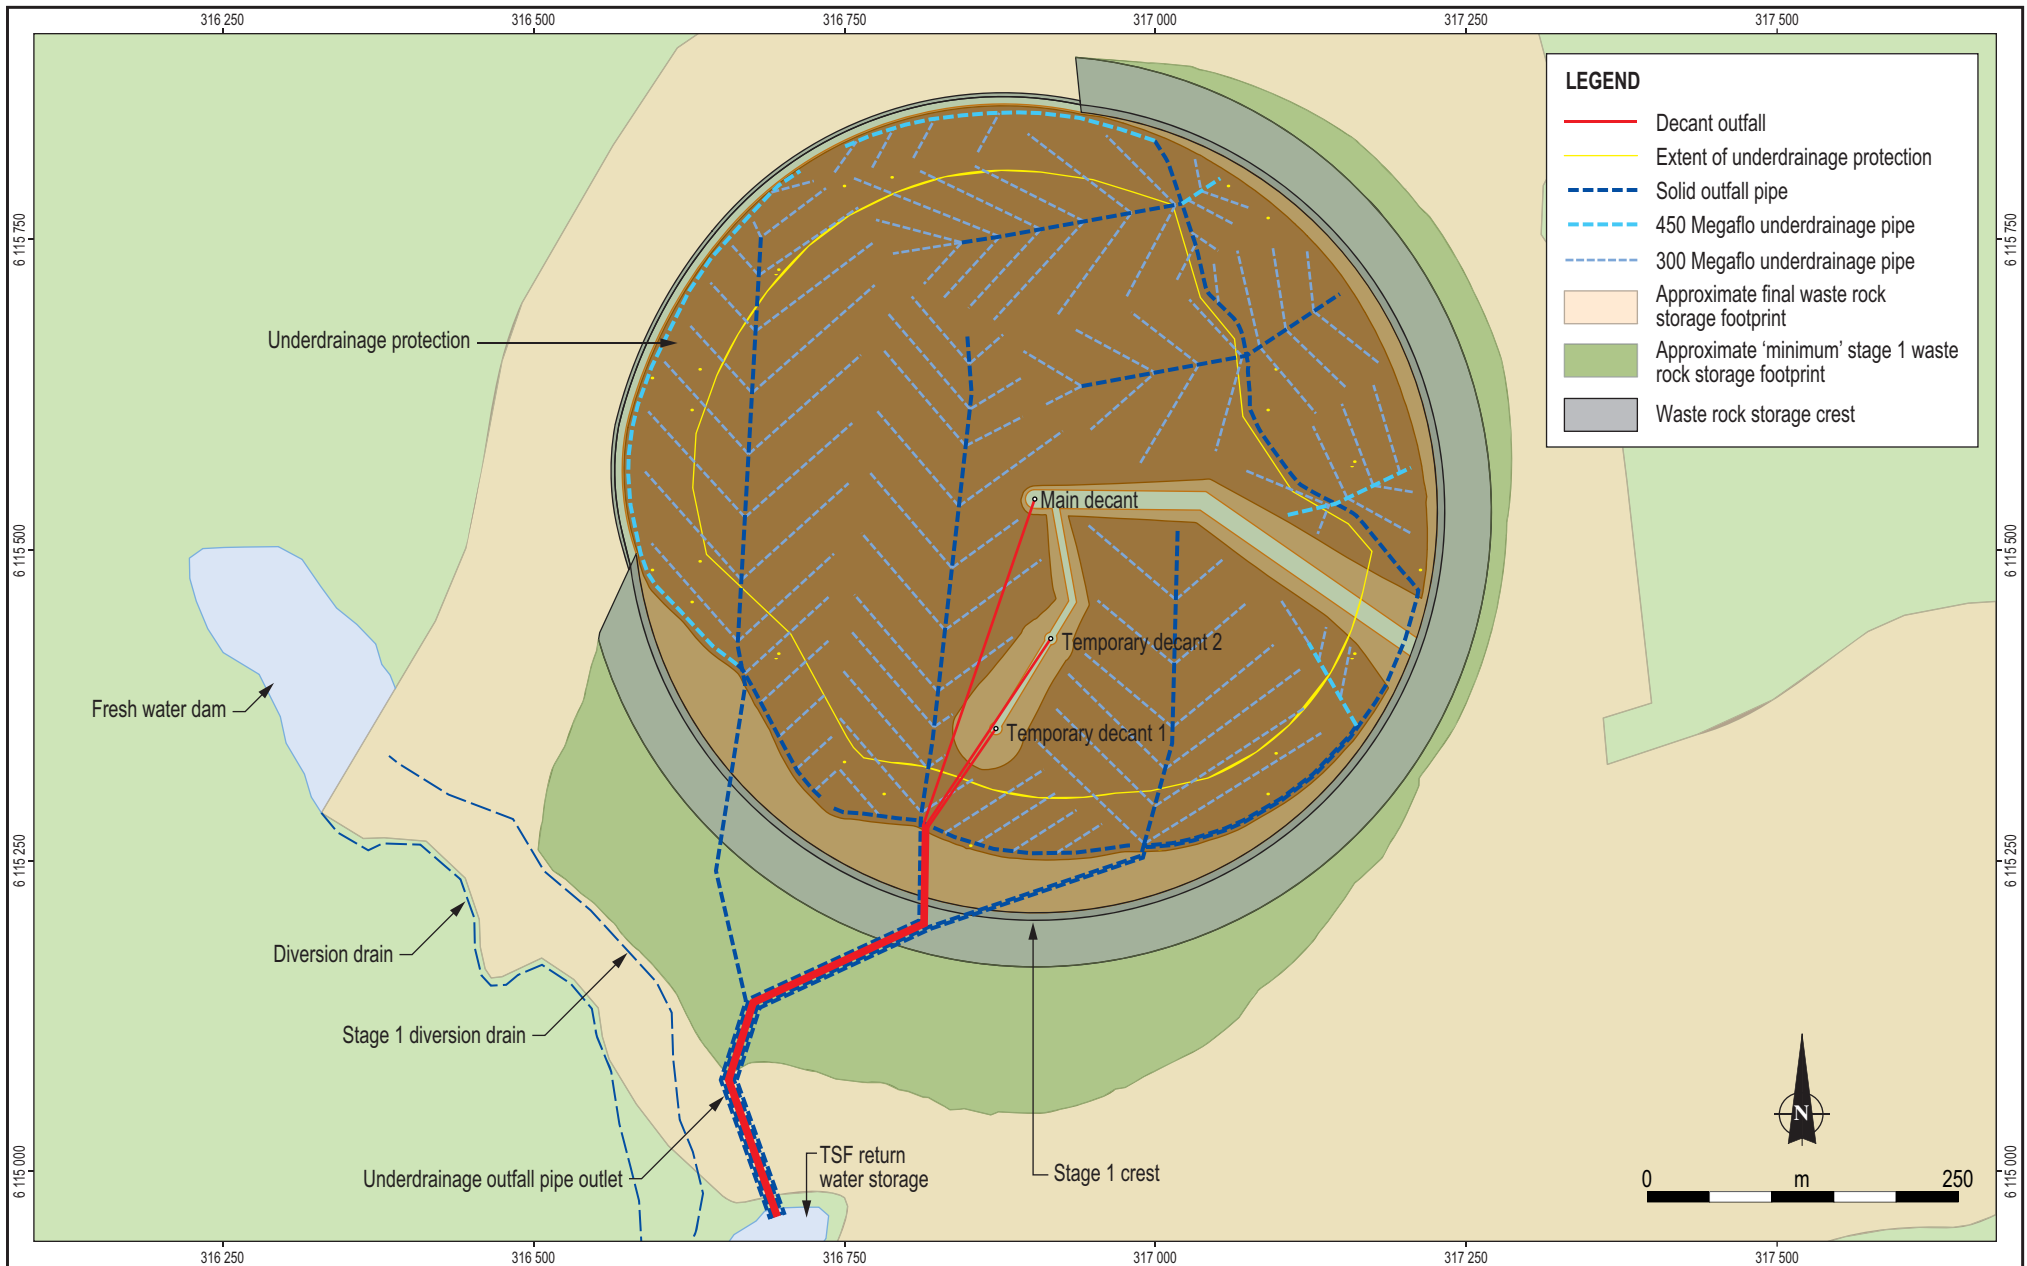 316 250 316 500 316 750 317 000 317 250 317 500
LEGEND
Decant outfall
Extent of underdrainage protection
Solid outfall pipe
450 Megaflo underdrainage pipe
300 Megaflo underdrainage pipe
Approximate final waste rock
storage footprint
Approximate ‘minimum’ stage 1 waste
rock storage footprint
Waste rock storage crest
6 115 750
6 115 750
Underdrainage protection
Main decant
6 115 500
6 115 500
Temporary decant 2
Fresh water dam
Temporary decant 1
6 115 250
6 115 250
Diversion drain
Stage 1 diversion drain
N
Underdrainage outfall pipe outlet
TSF return
water storage
Stage 1 crest
0 m 250
6 115 000
6 115 000
316 250 316 500 316 750 317 000 317 250 317 500